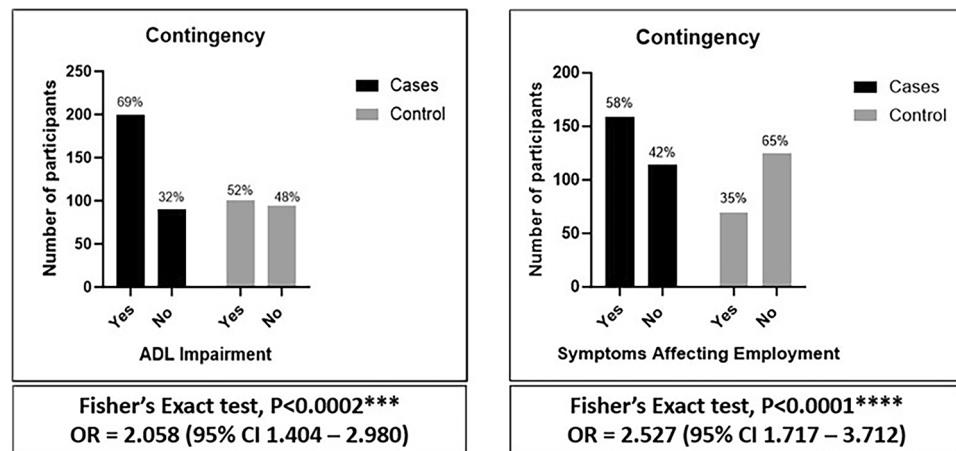 Contingency
Number of participants
250
200
150
100
50
0
69%
32%
52%
48%
Cases
Control
Yes
No
Yes
No
ADL Impairment
Fisher's Exact test, P<0.0002***
OR = 2.058 (95% CI 1.404 – 2.980)
Contingency
Number of participants
200
150
100
50
0
58%
42%
35%
65%
Cases
Control
Yes
No
Yes
No
Symptoms Affecting Employment
Fisher's Exact test, P<0.0001****
OR = 2.527 (95% CI 1.717 – 3.712)